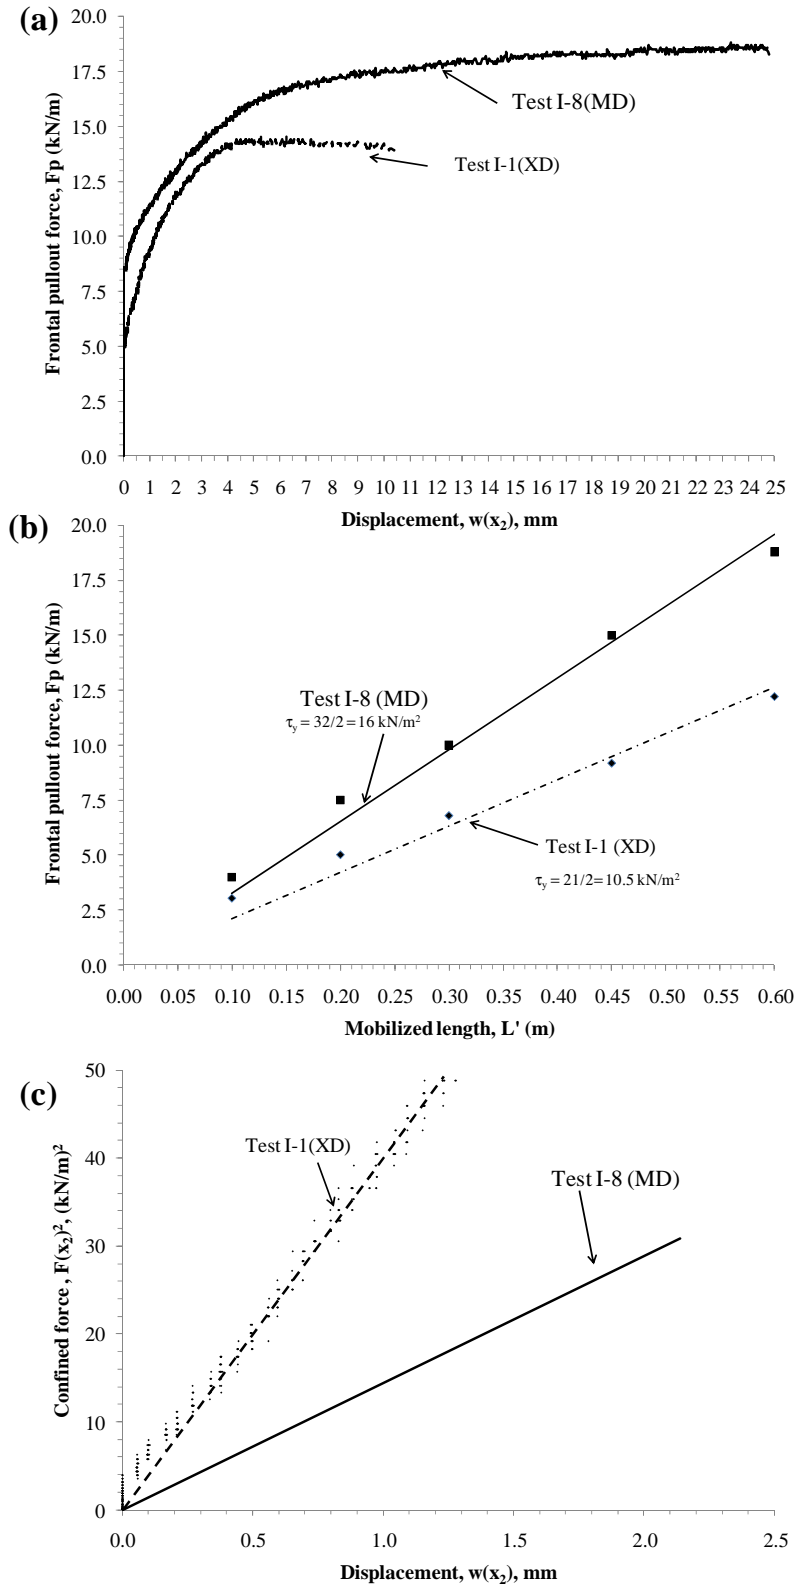 (a)
20.0
17.5
15.0
12.5
10.0
7.5
5.0
2.5
0.0
Frontal pullout force, Fp (kN/m)
Test I-8(MD)
Test I-1(XD)
0 1 2 3 4 5 6 7 8 9 10 11 12 13 14 15 16 17 18 19 20 21 22 23 24 25
Displacement, w(x₂), mm
(b)
20.0
17.5
15.0
12.5
10.0
7.5
5.0
2.5
0.0
Frontal pullout force, Fp (kN/m)
Test I-8 (MD)
τy = 32/2= 16 kN/m²
Test I-1 (XD)
τy = 21/2=10.5 kN/m²
0.00 0.05 0.10 0.15 0.20 0.25 0.30 0.35 0.40 0.45 0.50 0.55 0.60
Mobilized length, L' (m)
(c)
50
40
30
20
10
0
Confined force , F(x₂)², (kN/m)²
Test I-1(XD)
Test I-8 (MD)
0.0 0.5 1.0 1.5 2.0 2.5
Displacement, w(x₂), mm